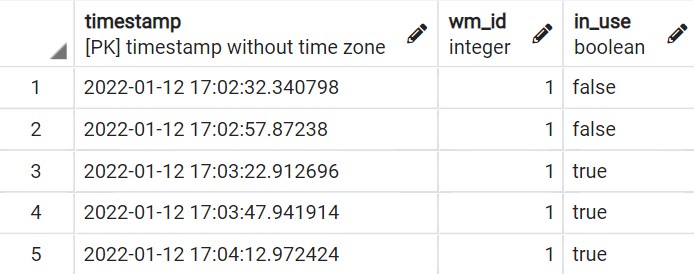 timestamp wm_id in_use
[PK] timestamp without time zone integer boolean
1 2022-01-12 17:02:32.340798 1 false
2 2022-01-12 17:02:57.87238 1 false
3 2022-01-12 17:03:22.912696 1 true
4 2022-01-12 17:03:47.941914 1 true
5 2022-01-12 17:04:12.972424 1 true